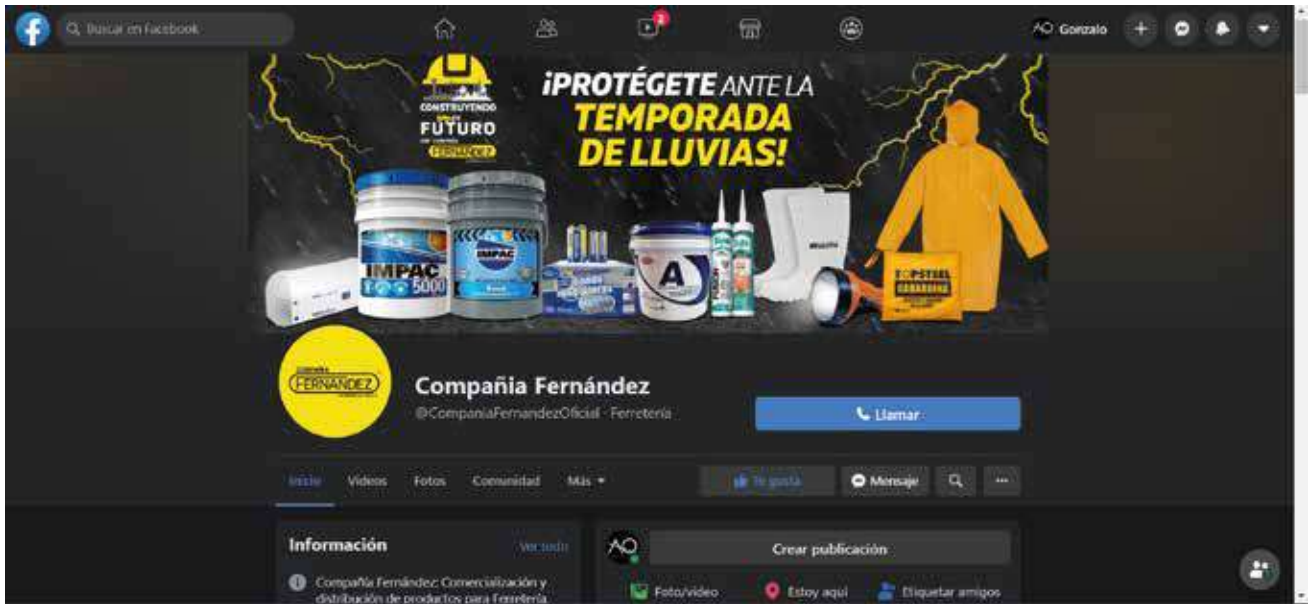 Buscar en Facebook
2
Gonzalo
CONSTRUYENDO
FUTURO
FERNÁNDEZ
¡PROTÉGETE ANTE LA
TEMPORADA
DE LLUVIAS!
IMPAC
5000
IMPAC
A
TOPSTEEL
COMPAÑÍA
FERNÁNDEZ
Compañia Fernández
@CompaniaFernandezOficial · Ferretería
Llamar
Inicio
Videos
Fotos
Comunidad
Más
Te gusta
Mensaje
Información
Ver todo
Crear publicación
Compañía Fernández: Comercialización y
distribución de productos para Ferretería,
Foto/video
Estoy aquí
Etiquetar amigos